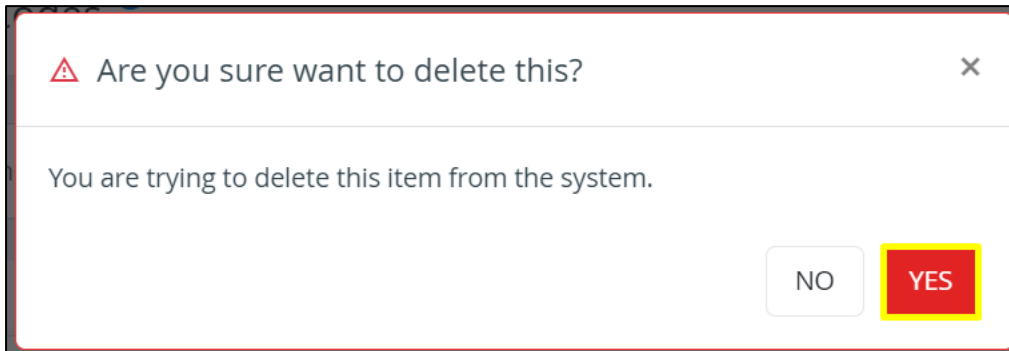 Are you sure want to delete this?
You are trying to delete this item from the system.
NO YES